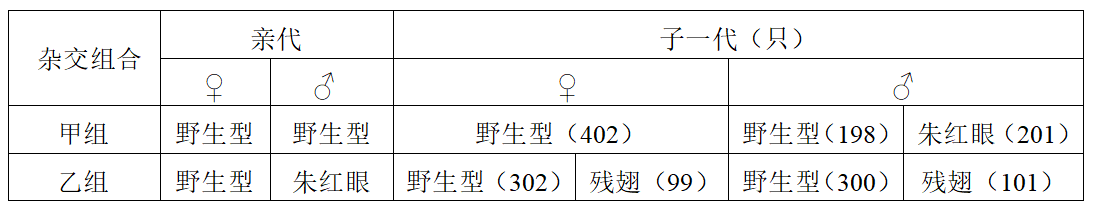 杂交组合 亲代 子一代（只）
♀ ♂ ♀ ♂
甲组 野生型 野生型 野生型（402） 野生型（198） 朱红眼（201）
乙组 野生型 朱红眼 野生型（302） 残翅（99） 野生型（300） 残翅（101）